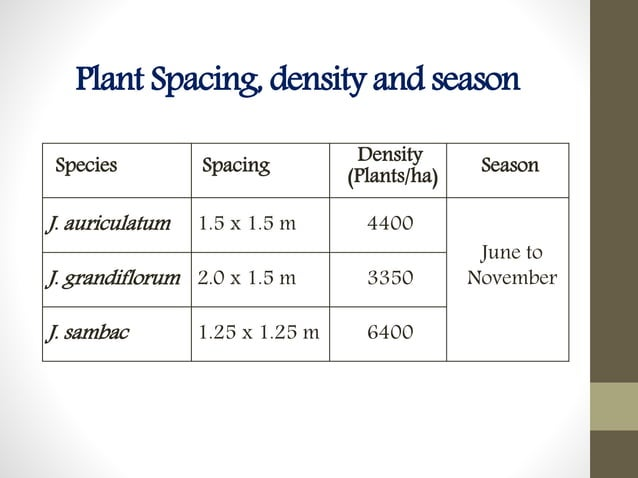 Plant Spacing, density and season
Species Spacing Density (Plants/ha) Season
J. auriculatum 1.5 x 1.5 m 4400
J. grandiflorum 2.0 x 1.5 m 3350
J. sambac 1.25 x 1.25 m 6400
June to
November